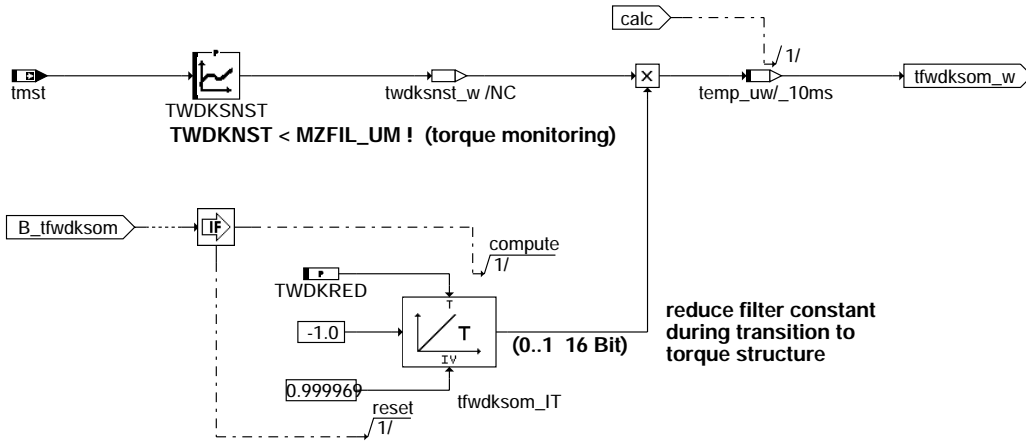 calc
1/
P
tmst
TWDKSNST
twdksnst_w /NC
x
temp_uw/_10ms
tfwdksom_w
TWDKNST < MZFIL_UM ! (torque monitoring)
B_tfwdksom
IF
compute
1/
P
TWDKRED
T
-1.0
T
(0..1 16 Bit)
reduce filter constant
during transition to
torque structure
IV
0.999969
tfwdksom_IT
reset
1/